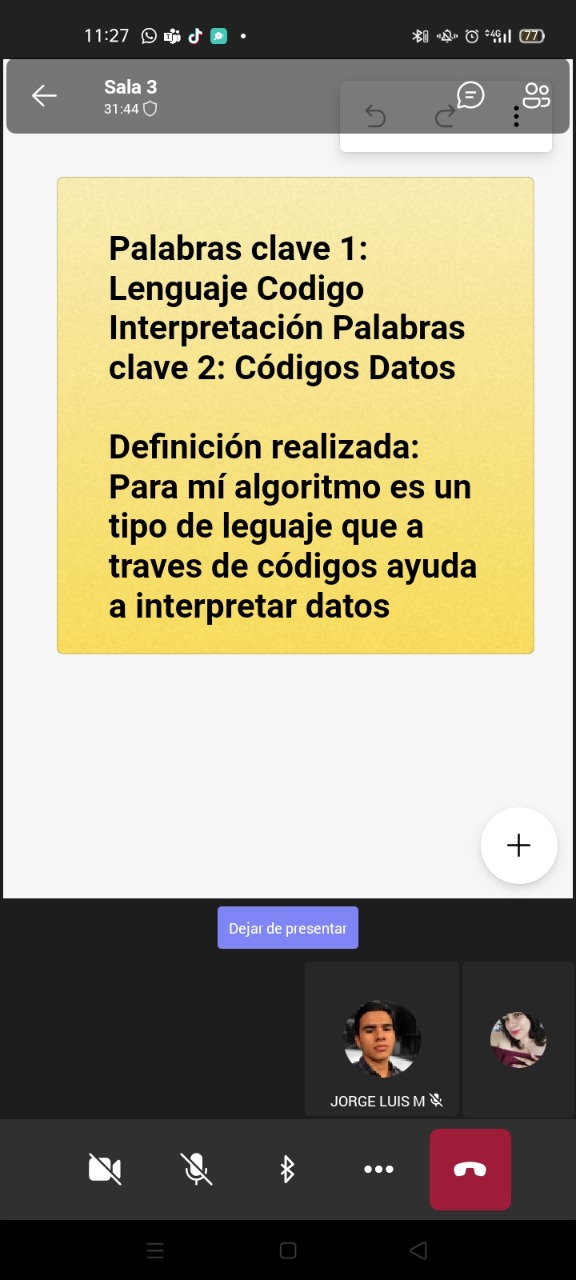 11:27
4G
77
Sala 3
31:44
Palabras clave 1:
Lenguaje Codigo
Interpretación Palabras
clave 2: Códigos Datos
Definición realizada:
Para mí algoritmo es un
tipo de leguaje que a
traves de códigos ayuda
a interpretar datos
Dejar de presentar
JORGE LUIS M